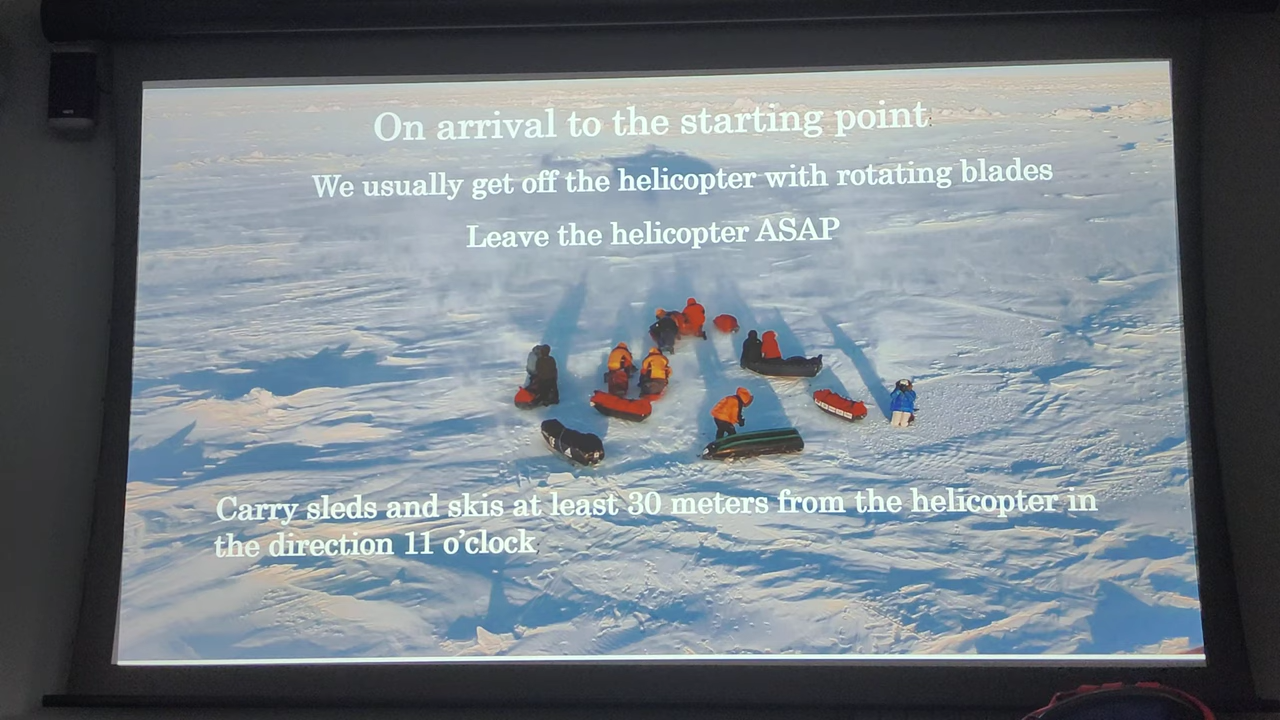 On arrival to the starting point:
We usually get off the helicopter with rotating blades
Leave the helicopter ASAP
Carry sleds and skis at least 30 meters from the helicopter in
the direction 11 o’clock